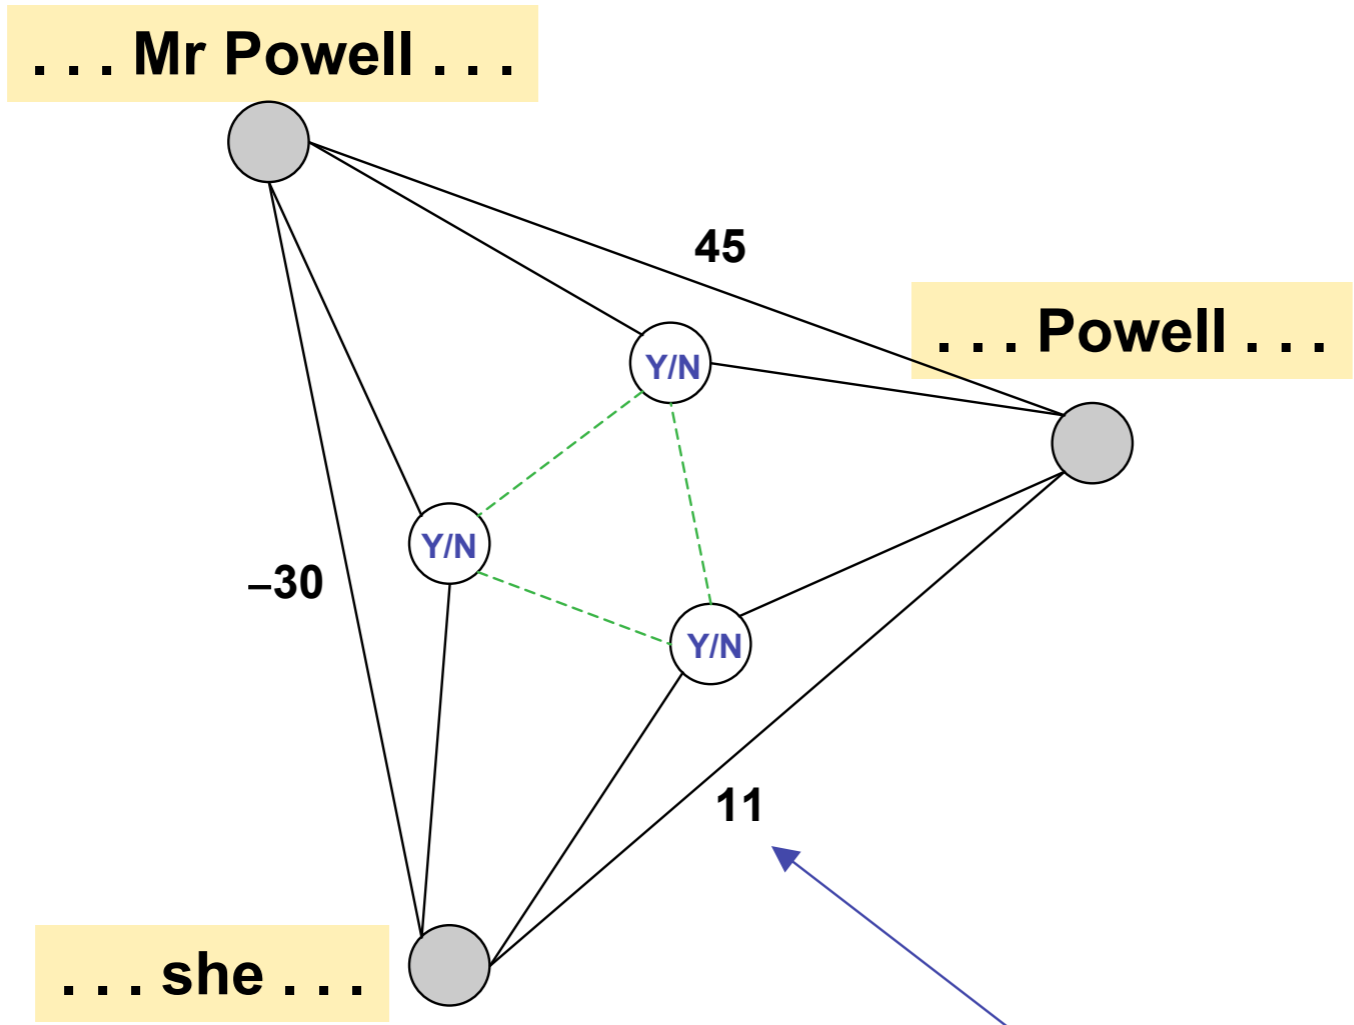 . . . Mr Powell . . .
45
. . . Powell . . .
Y/N
Y/N
–30
Y/N
11
. . . she . . .